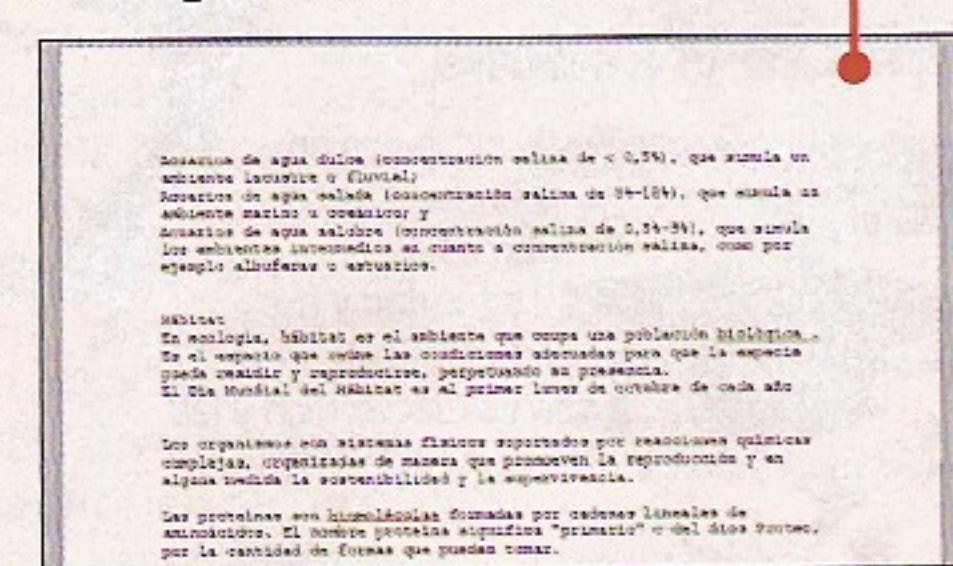 Acuarios de agua dulce (concentración salina de < 0,5%), que simula un
ambiente lacustre o fluvial;
Acuarios de agua salada (concentración salina de 5%-18%), que simula un
ambiente marino u oceánico; y
Acuarios de agua salobre (concentración salina de 0,5%-5%), que simula
los ambientes intermedios en cuanto a concentración salina, como por
ejemplo albuferas o estuarios.
Hábitat
En ecología, hábitat es el ambiente que ocupa una población biológica .
Es el espacio que reúne las condiciones adecuadas para que la especie
pueda residir y reproducirse, perpetuando su presencia.
El Día Mundial del Hábitat es el primer lunes de octubre de cada año
Los organismos son sistemas físicos soportados por reacciones químicas
complejas, organizadas de manera que promueven la reproducción y en
alguna medida la sostenibilidad y la supervivencia.
Las proteínas son biomoléculas formadas por cadenas lineales de
aminoácidos. El nombre proteína significa "primario" o del dios Proteo,
por la cantidad de formas que pueden tomar.